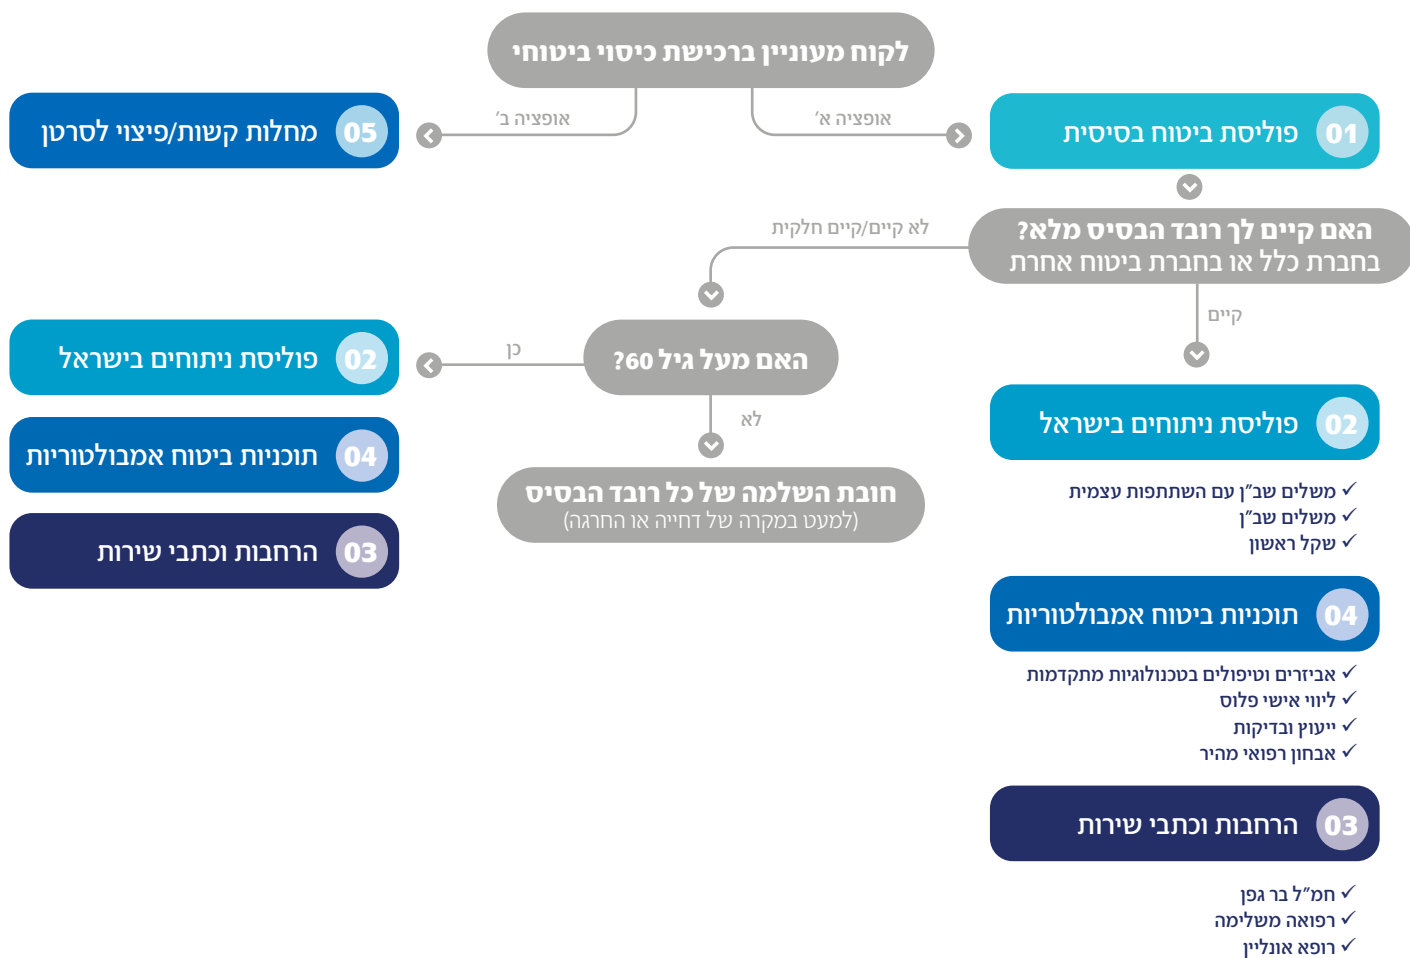 לקוח מעוניין ברכישת כיסוי ביטוחי
אופציה א'
אופציה ב'
01 פוליסת ביטוח בסיסית
05 מחלות קשות/פיצוי לסרטן
האם קיים לך רובד הבסיס מלא?
בחברת כלל או בחברת ביטוח אחרת
לא קיים/קיים חלקית
קיים
האם מעל גיל 60?
כן
לא
חובת השלמה של כל רובד הבסיס
(למעט במקרה של דחייה או החרגה)
02 פוליסת ניתוחים בישראל
✓ משלים שב"ן עם השתתפות עצמית
✓ משלים שב"ן
✓ שקל ראשון
04 תוכניות ביטוח אמבולטוריות
✓ אביזרים וטיפולים בטכנולוגיות מתקדמות
✓ ליווי אישי פלוס
✓ ייעוץ ובדיקות
✓ אבחון רפואי מהיר
03 הרחבות וכתבי שירות
✓ חמ"ל בר גפן
✓ רפואה משלימה
✓ רופא אונליין
02 פוליסת ניתוחים בישראל
04 תוכניות ביטוח אמבולטוריות
03 הרחבות וכתבי שירות